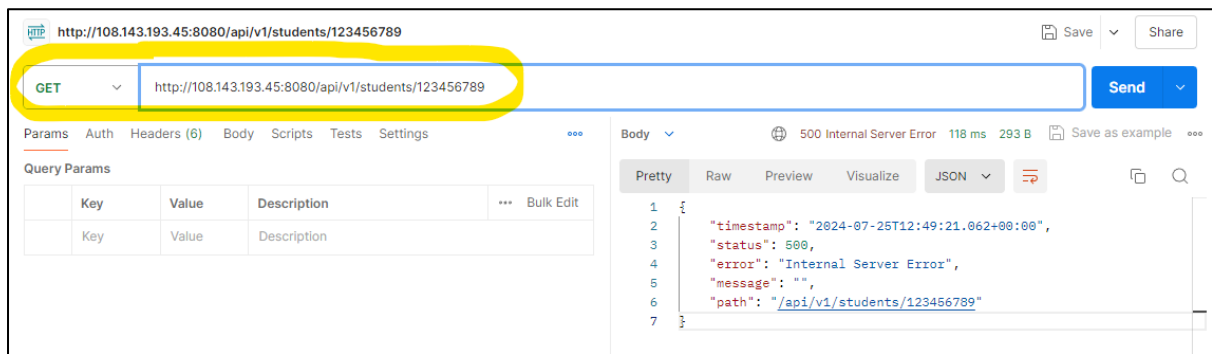 HTTP http://108.143.193.45:8080/api/v1/students/123456789 Save Share
GET http://108.143.193.45:8080/api/v1/students/123456789 Send
Params Auth Headers (6) Body Scripts Tests Settings
Query Params
Key Value Description Bulk Edit
Key Value Description
Body 500 Internal Server Error 118 ms 293 B Save as example
Pretty Raw Preview Visualize JSON
1 {
2 "timestamp": "2024-07-25T12:49:21.062+00:00",
3 "status": 500,
4 "error": "Internal Server Error",
5 "message": "",
6 "path": "/api/v1/students/123456789"
7 }